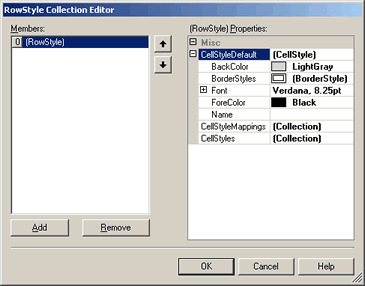 RowStyle Collection Editor
Members:
0 (RowStyle)
Add
Remove
(RowStyle) Properties:
Misc
CellStyleDefault (CellStyle)
BackColor LightGray
BorderStyles (BorderStyle)
Font Verdana, 8.25pt
ForeColor Black
Name
CellStyleMappings (Collection)
CellStyles (Collection)
OK
Cancel
Help